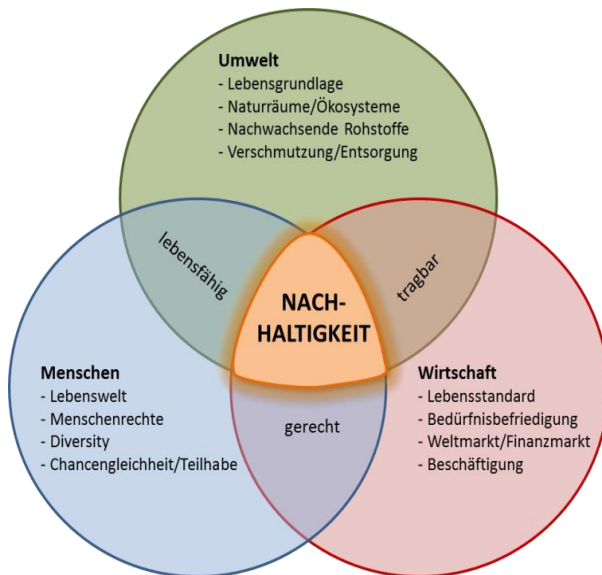 Umwelt
- Lebensgrundlage
- Naturräume/Ökosysteme
- Nachwachsende Rohstoffe
- Verschmutzung/Entsorgung
lebensfähig
tragbar
NACH-
HALTIGKEIT
Menschen
- Lebenswelt
- Menschenrechte
- Diversity
- Chancengleichheit/Teilhabe
gerecht
Wirtschaft
- Lebensstandard
- Bedürfnisbefriedigung
- Weltmarkt/Finanzmarkt
- Beschäftigung